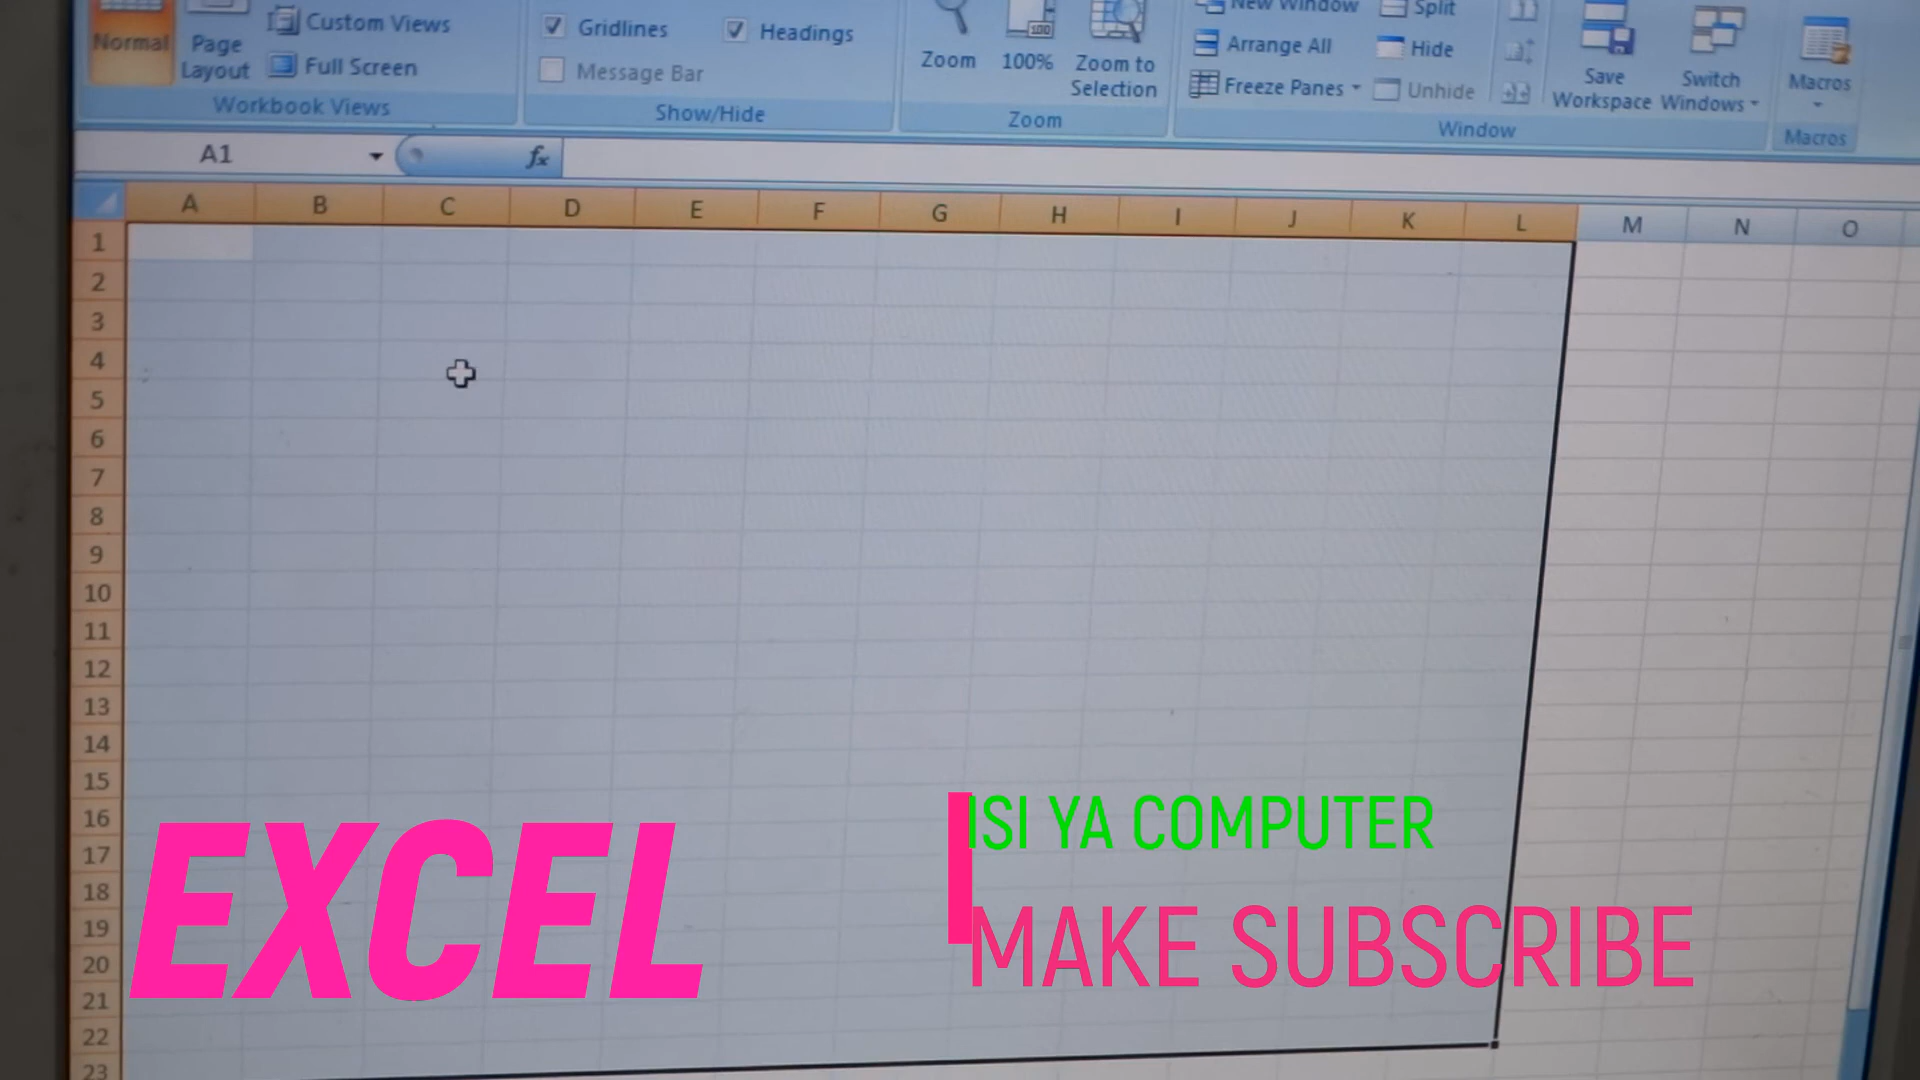 Normal
Page Layout
Custom Views
Full Screen
Workbook Views
Gridlines
Headings
Message Bar
Show/Hide
Zoom
100%
Zoom to Selection
Zoom
New Window
Arrange All
Freeze Panes
Split
Hide
Unhide
Save Workspace
Switch Windows
Window
Macros
Macros
A1
fx
A B C D E F G H I J K L M N O
1
2
3
4
5
6
7
8
9
10
11
12
13
14
15
16
17
18
19
20
21
22
23
EXCEL
ISI YA COMPUTER
MAKE SUBSCRIBE